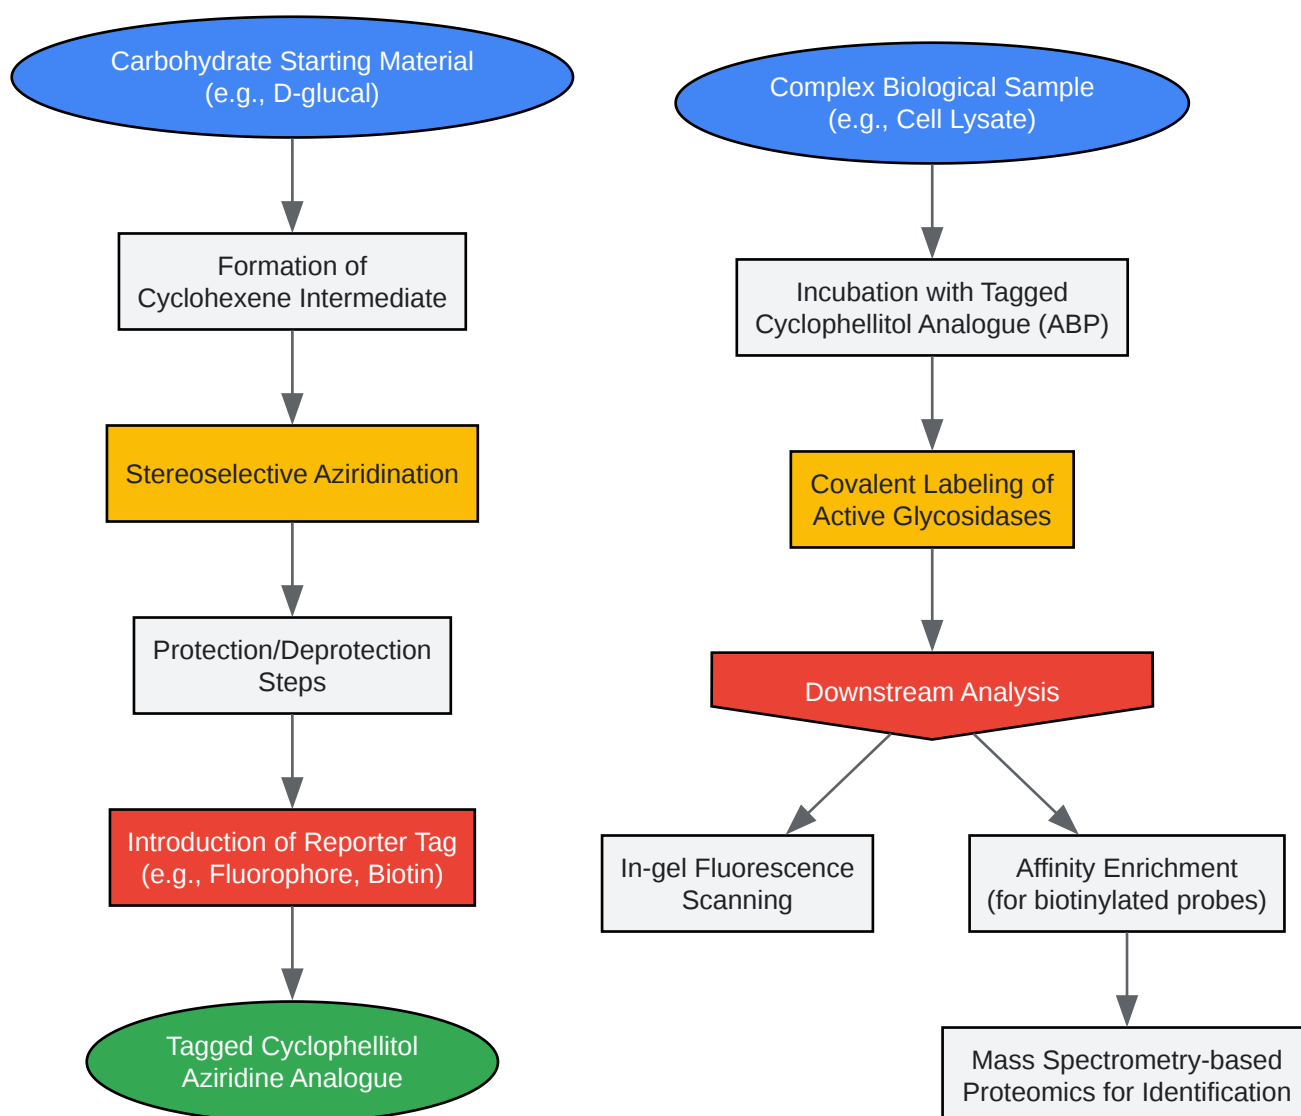 Carbohydrate Starting Material
(e.g., D-glucal)
Formation of
Cyclohexene Intermediate
Stereoselective Aziridination
Protection/Deprotection
Steps
Introduction of Reporter Tag
(e.g., Fluorophore, Biotin)
Tagged Cyclophellitol
Aziridine Analogue
Complex Biological Sample
(e.g., Cell Lysate)
Incubation with Tagged
Cyclophellitol Analogue (ABP)
Covalent Labeling of
Active Glycosidases
Downstream Analysis
In-gel Fluorescence
Scanning
Affinity Enrichment
(for biotinylated probes)
Mass Spectrometry-based
Proteomics for Identification